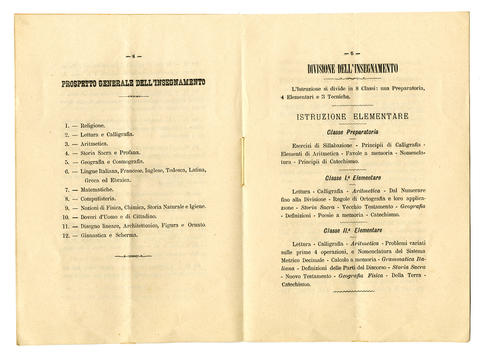 — 4 —
PROSPETTO GENERALE DELL'INSEGNAMENTO
1. — Religione.
2. — Lettura e Calligrafia.
3. — Aritmetica.
4. — Storia Sacra e Profana.
5. — Geografia e Cosmografia.
6. — Lingue Italiana, Francese, Inglese, Tedesca, Latina,
Greca ed Ebraica.
7. — Matematiche.
8. — Computisteria.
9. — Nozioni di Fisica, Chimica, Storia Naturale e Igiene.
10. — Doveri d'Uomo e di Cittadino.
11. — Disegno lineare, Architettonico, Figura e Ornato.
12. — Ginnastica e Scherma.
— 5 —
DIVISIONE DELL'INSEGNAMENTO
L'Istruzione si divide in 8 Classi: una Preparatoria,
4 Elementari e 3 Tecniche.
ISTRUZIONE ELEMENTARE
Classe Preparatoria
Esercizi di Sillabazione - Principii di Calligrafia -
Elementi di Aritmetica - Favole a memoria - Nomencla-
tura - Principii di Catechismo.
Classe I.a Elementare
Lettura - Calligrafia - Aritmetica - Dal Numerare
fino alla Divisione - Regole di Ortografia e loro applica-
zione - Storia Sacra - Vecchio Testamento - Geografia
- Definizioni - Poesie a memoria - Catechismo.
Classe II.a Elementare
Lettura - Calligrafia - Aritmetica - Problemi variati
sulle prime 4 operazioni, e Nomenclatura del Sistema
Metrico Decimale - Calcolo a memoria - Grammatica Ita-
liana - Definizioni delle Parti del Discorso - Storia Sacra
- Nuovo Testamento - Geografia Fisica - Della Terra -
Catechismo.